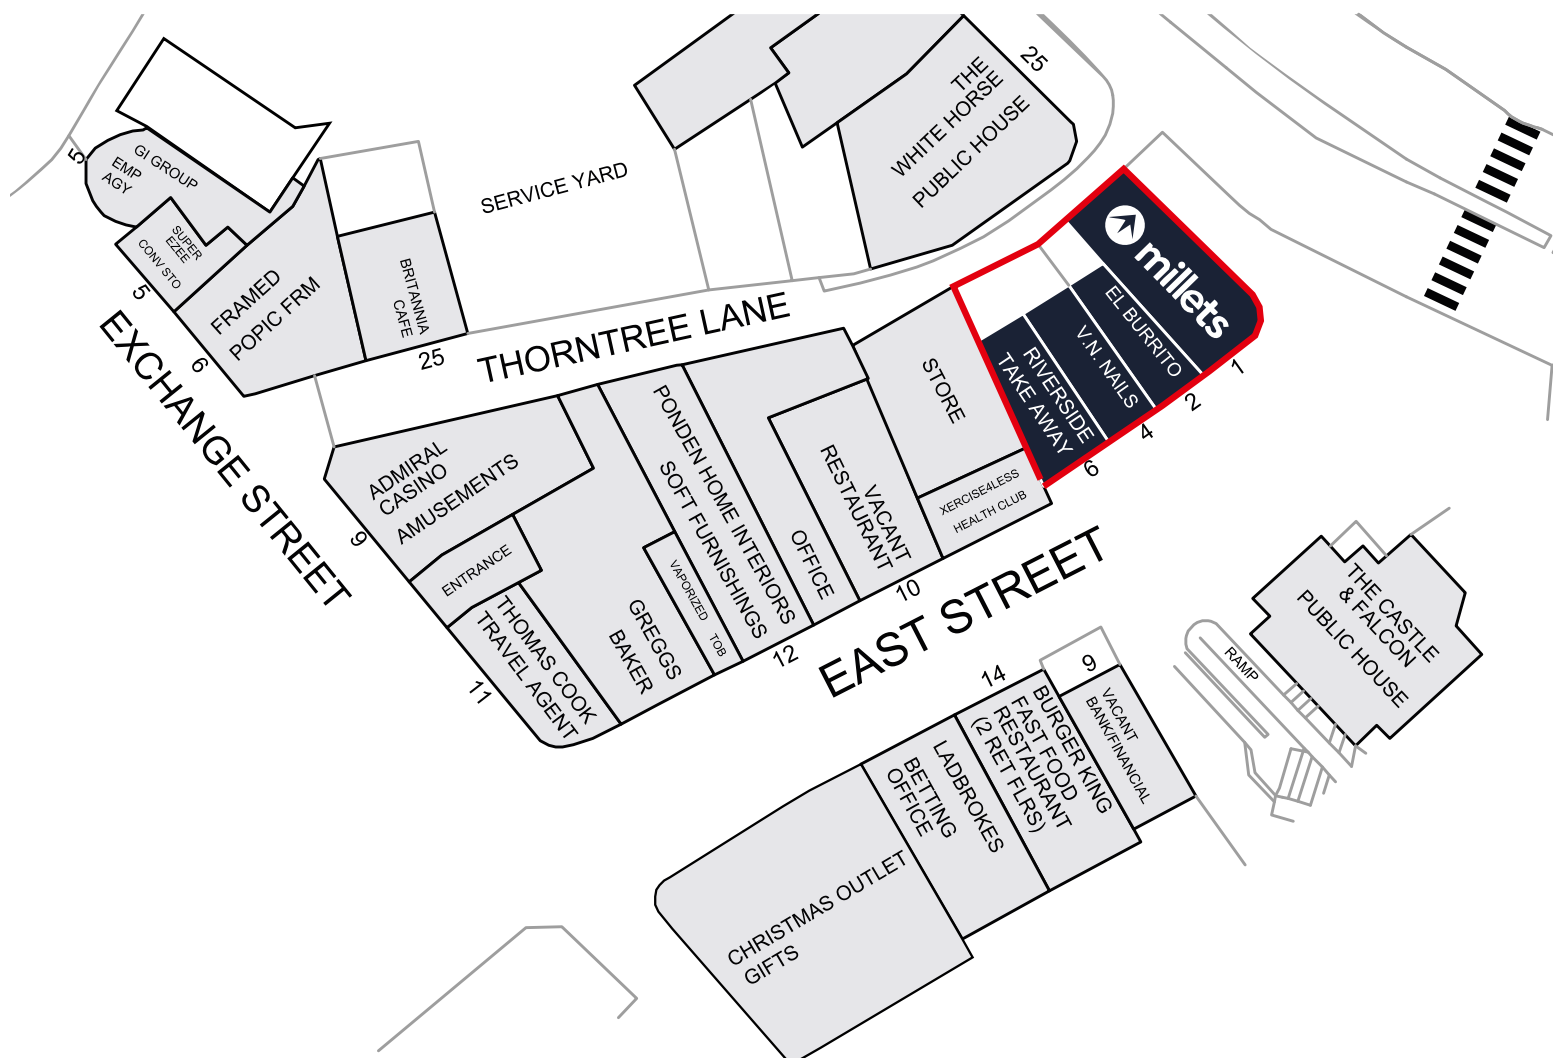 5
GI GROUP
EMP
AGY
SUPER
EZEE
CONV STO
5
6
FRAMED
POPIC FRM
BRITANNIA
CAFE
25
SERVICE YARD
25
THE
WHITE HORSE
PUBLIC HOUSE
millets
EL BURRITO
V.N. NAILS
RIVERSIDE
TAKE AWAY
1
2
4
6
THORNTREE LANE
EXCHANGE STREET
STORE
XERCISE4LESS
HEALTH CLUB
ADMIRAL
CASINO
AMUSEMENTS
9
ENTRANCE
THOMAS COOK
TRAVEL AGENT
11
GREGGS
BAKER
VAPORIZED TOB
PONDEN HOME INTERIORS
SOFT FURNISHINGS
OFFICE
VACANT
RESTAURANT
10
12
EAST STREET
14
9
VACANT
BANK/FINANCIAL
BURGER KING
FAST FOOD
RESTAURANT
(2 RET FLRS)
LADBROKES
BETTING
OFFICE
CHRISTMAS OUTLET
GIFTS
RAMP
THE CASTLE
& FALCON
PUBLIC HOUSE